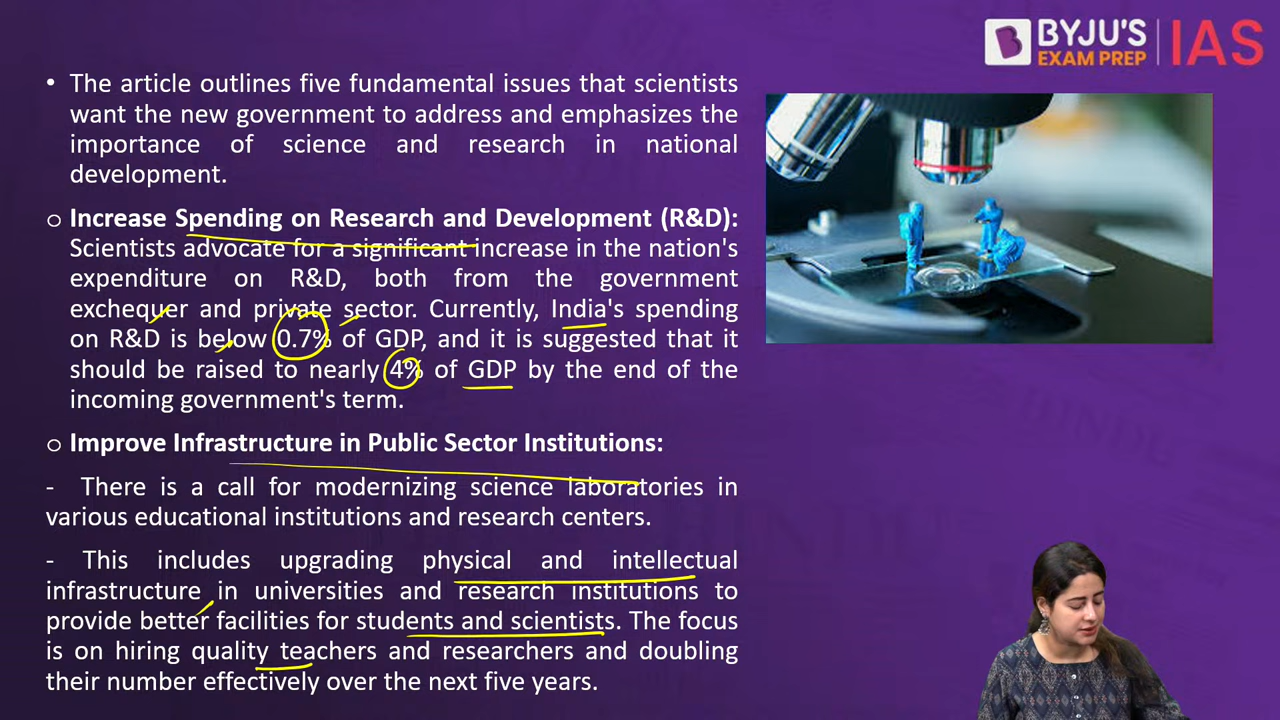 BYJU'S
EXAM PREP
IAS
• The article outlines five fundamental issues that scientists
want the new government to address and emphasizes the
importance of science and research in national
development.
o Increase Spending on Research and Development (R&D):
Scientists advocate for a significant increase in the nation's
expenditure on R&D, both from the government
exchequer and private sector. Currently, India's spending
on R&D is below 0.7% of GDP, and it is suggested that it
should be raised to nearly 4% of GDP by the end of the
incoming government's term.
o Improve Infrastructure in Public Sector Institutions:
- There is a call for modernizing science laboratories in
various educational institutions and research centers.
- This includes upgrading physical and intellectual
infrastructure in universities and research institutions to
provide better facilities for students and scientists. The focus
is on hiring quality teachers and researchers and doubling
their number effectively over the next five years.